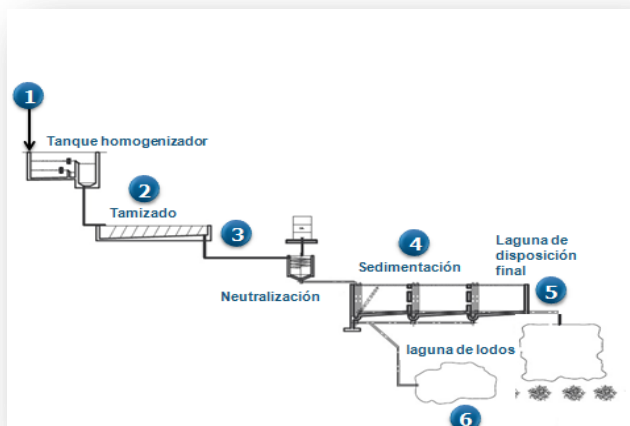 1
Tanque homogenizador
2
Tamizado
3
Neutralización
4
Sedimentación
Laguna de
disposición
final
5
laguna de lodos
6